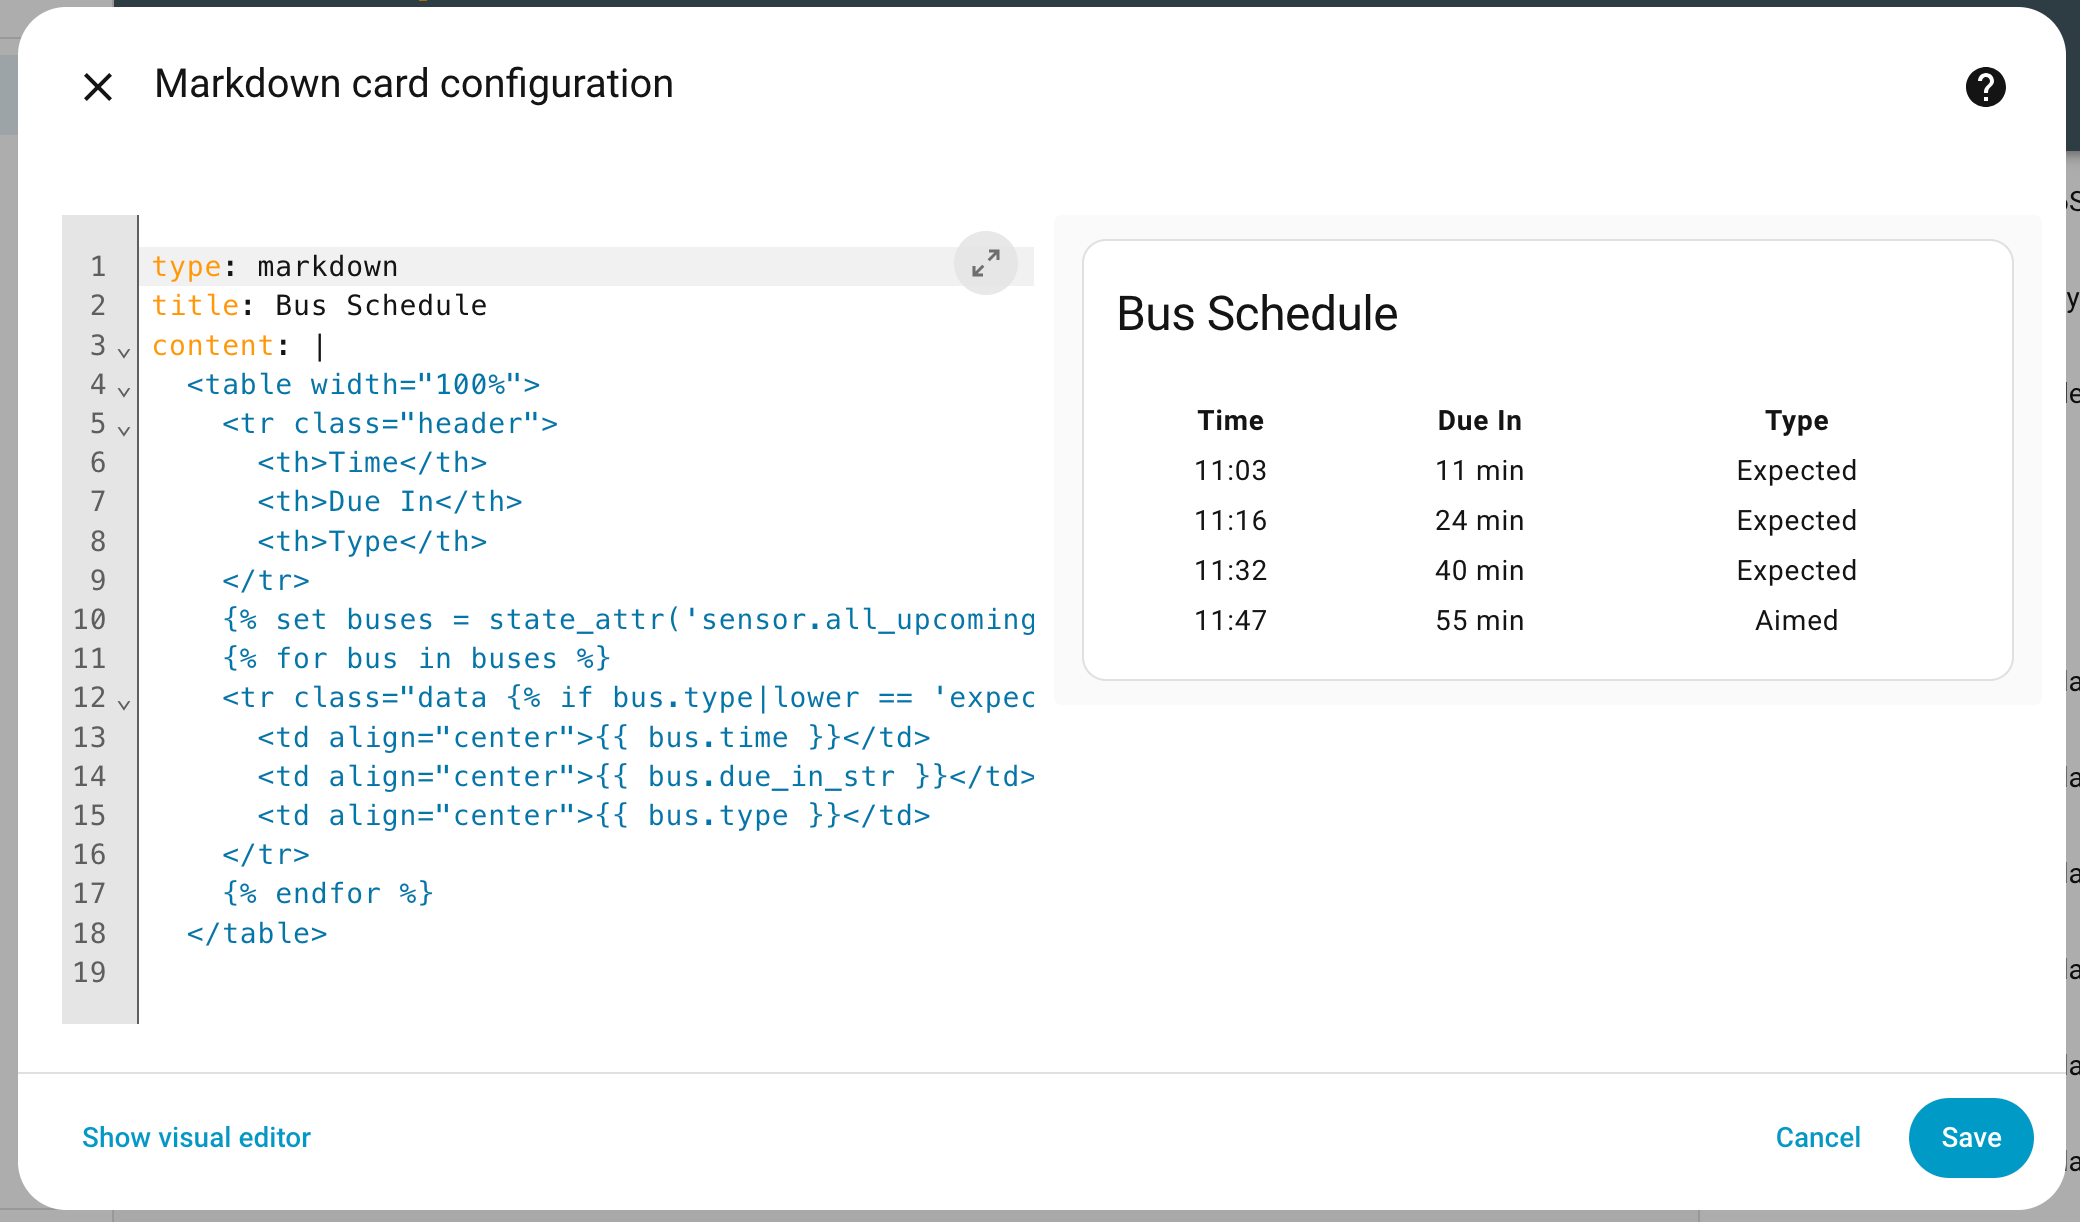 Markdown card configuration
1 type: markdown
2 title: Bus Schedule
3 content: |
4 <table width="100%">
5 <tr class="header">
6 <th>Time</th>
7 <th>Due In</th>
8 <th>Type</th>
9 </tr>
10 {% set buses = state_attr('sensor.all_upcoming
11 {% for bus in buses %}
12 <tr class="data {% if bus.type|lower == 'expec
13 <td align="center">{{ bus.time }}</td>
14 <td align="center">{{ bus.due_in_str }}</td>
15 <td align="center">{{ bus.type }}</td>
16 </tr>
17 {% endfor %}
18 </table>
19
Bus Schedule
Time Due In Type
11:03 11 min Expected
11:16 24 min Expected
11:32 40 min Expected
11:47 55 min Aimed
Show visual editor
Cancel
Save